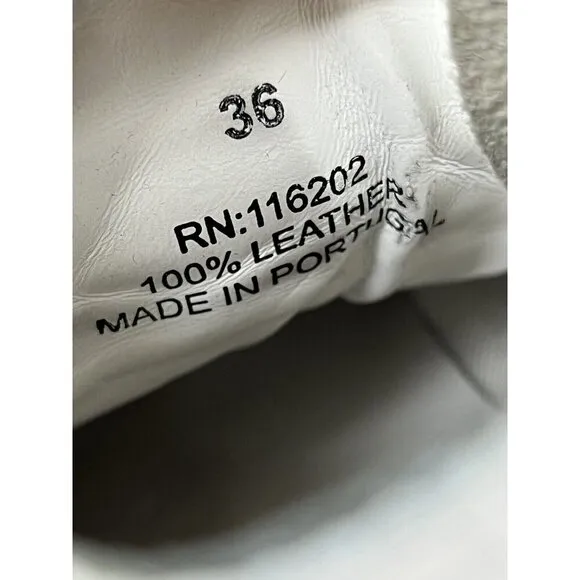 36
RN:116202
100% LEATHER
MADE IN PORTUGAL